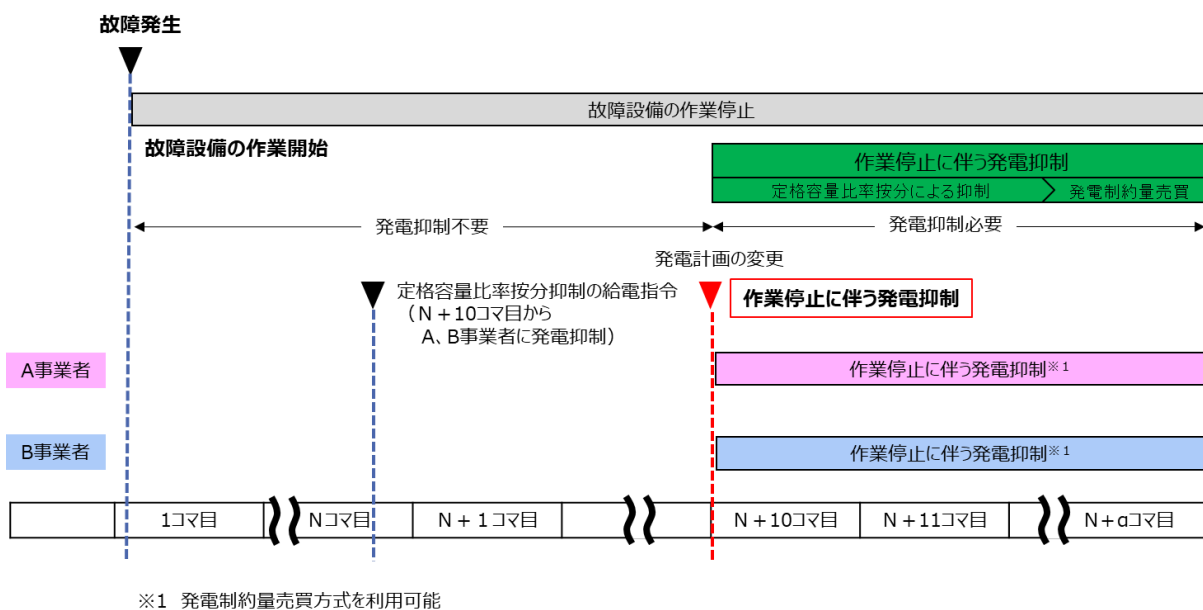 故障発生
故障設備の作業停止
故障設備の作業開始
作業停止に伴う発電抑制
定格容量比率按分による抑制
発電制約量売買
発電抑制不要
発電抑制必要
発電計画の変更
定格容量比率按分抑制の給電指令
（N＋10コマ目から
A、B事業者に発電抑制）
作業停止に伴う発電抑制
A事業者
作業停止に伴う発電抑制※1
B事業者
作業停止に伴う発電抑制※1
1コマ目
Nコマ目
N＋1コマ目
N＋10コマ目
N＋11コマ目
N＋αコマ目
※1 発電制約量売買方式を利用可能